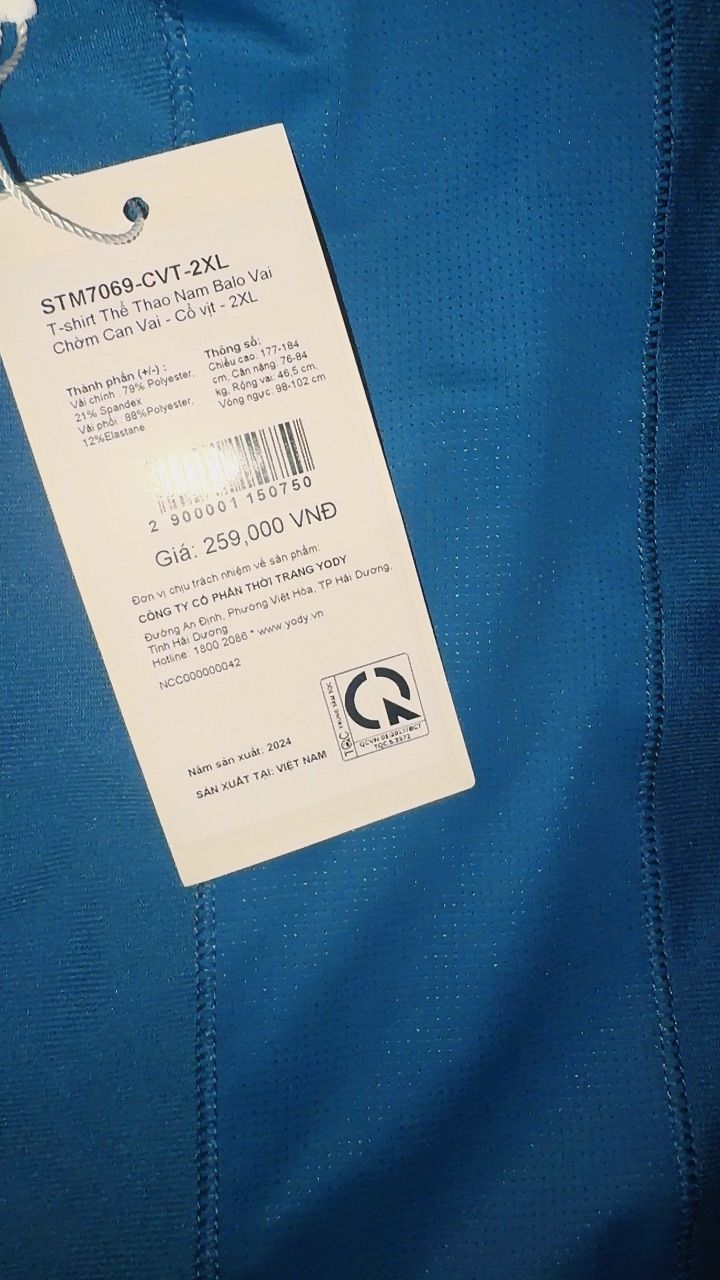 STM7069-CVT-2XL
T-shirt Thể Thao Nam Balo Vai
Chờm Can Vai - Cổ vịt - 2XL
Thành phần (+/-) :
Vải chính : 79% Polyester,
21% Spandex
Vải phối : 88%Polyester,
12%Elastane
Thông số:
Chiều cao: 177-184
cm, Cân nặng: 76-84
kg, Rộng vai: 46,5 cm,
Vòng ngực: 98-102 cm
2 900001 150750
Giá: 259,000 VNĐ
Đơn vị chịu trách nhiệm về sản phẩm:
CÔNG TY CỔ PHẦN THỜI TRANG YODY
Đường An Định, Phường Việt Hòa, TP Hải Dương,
Tỉnh Hải Dương
Hotline: 1800 2086 * www.yody.vn
NCC000000042
TQC
QCVN 01:2017/BCT
Năm sản xuất: 2024
SẢN XUẤT TẠI: VIỆT NAM